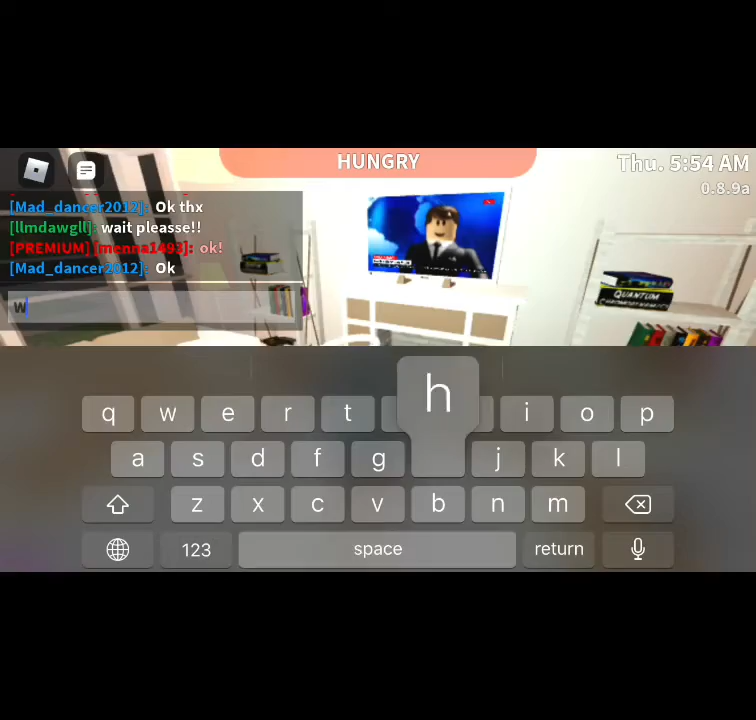 HUNGRY
Thu. 5:54 AM
0.8.9a
[Mad_dancer2012]: Ok thx
[llmdawgll]: wait pleasse!!
[PREMIUM] [menna1493]: ok!
[Mad_dancer2012]: Ok
w
QUANTUM
h
q w e r t i o p
a s d f g j k l
z x c v b n m
123 space return